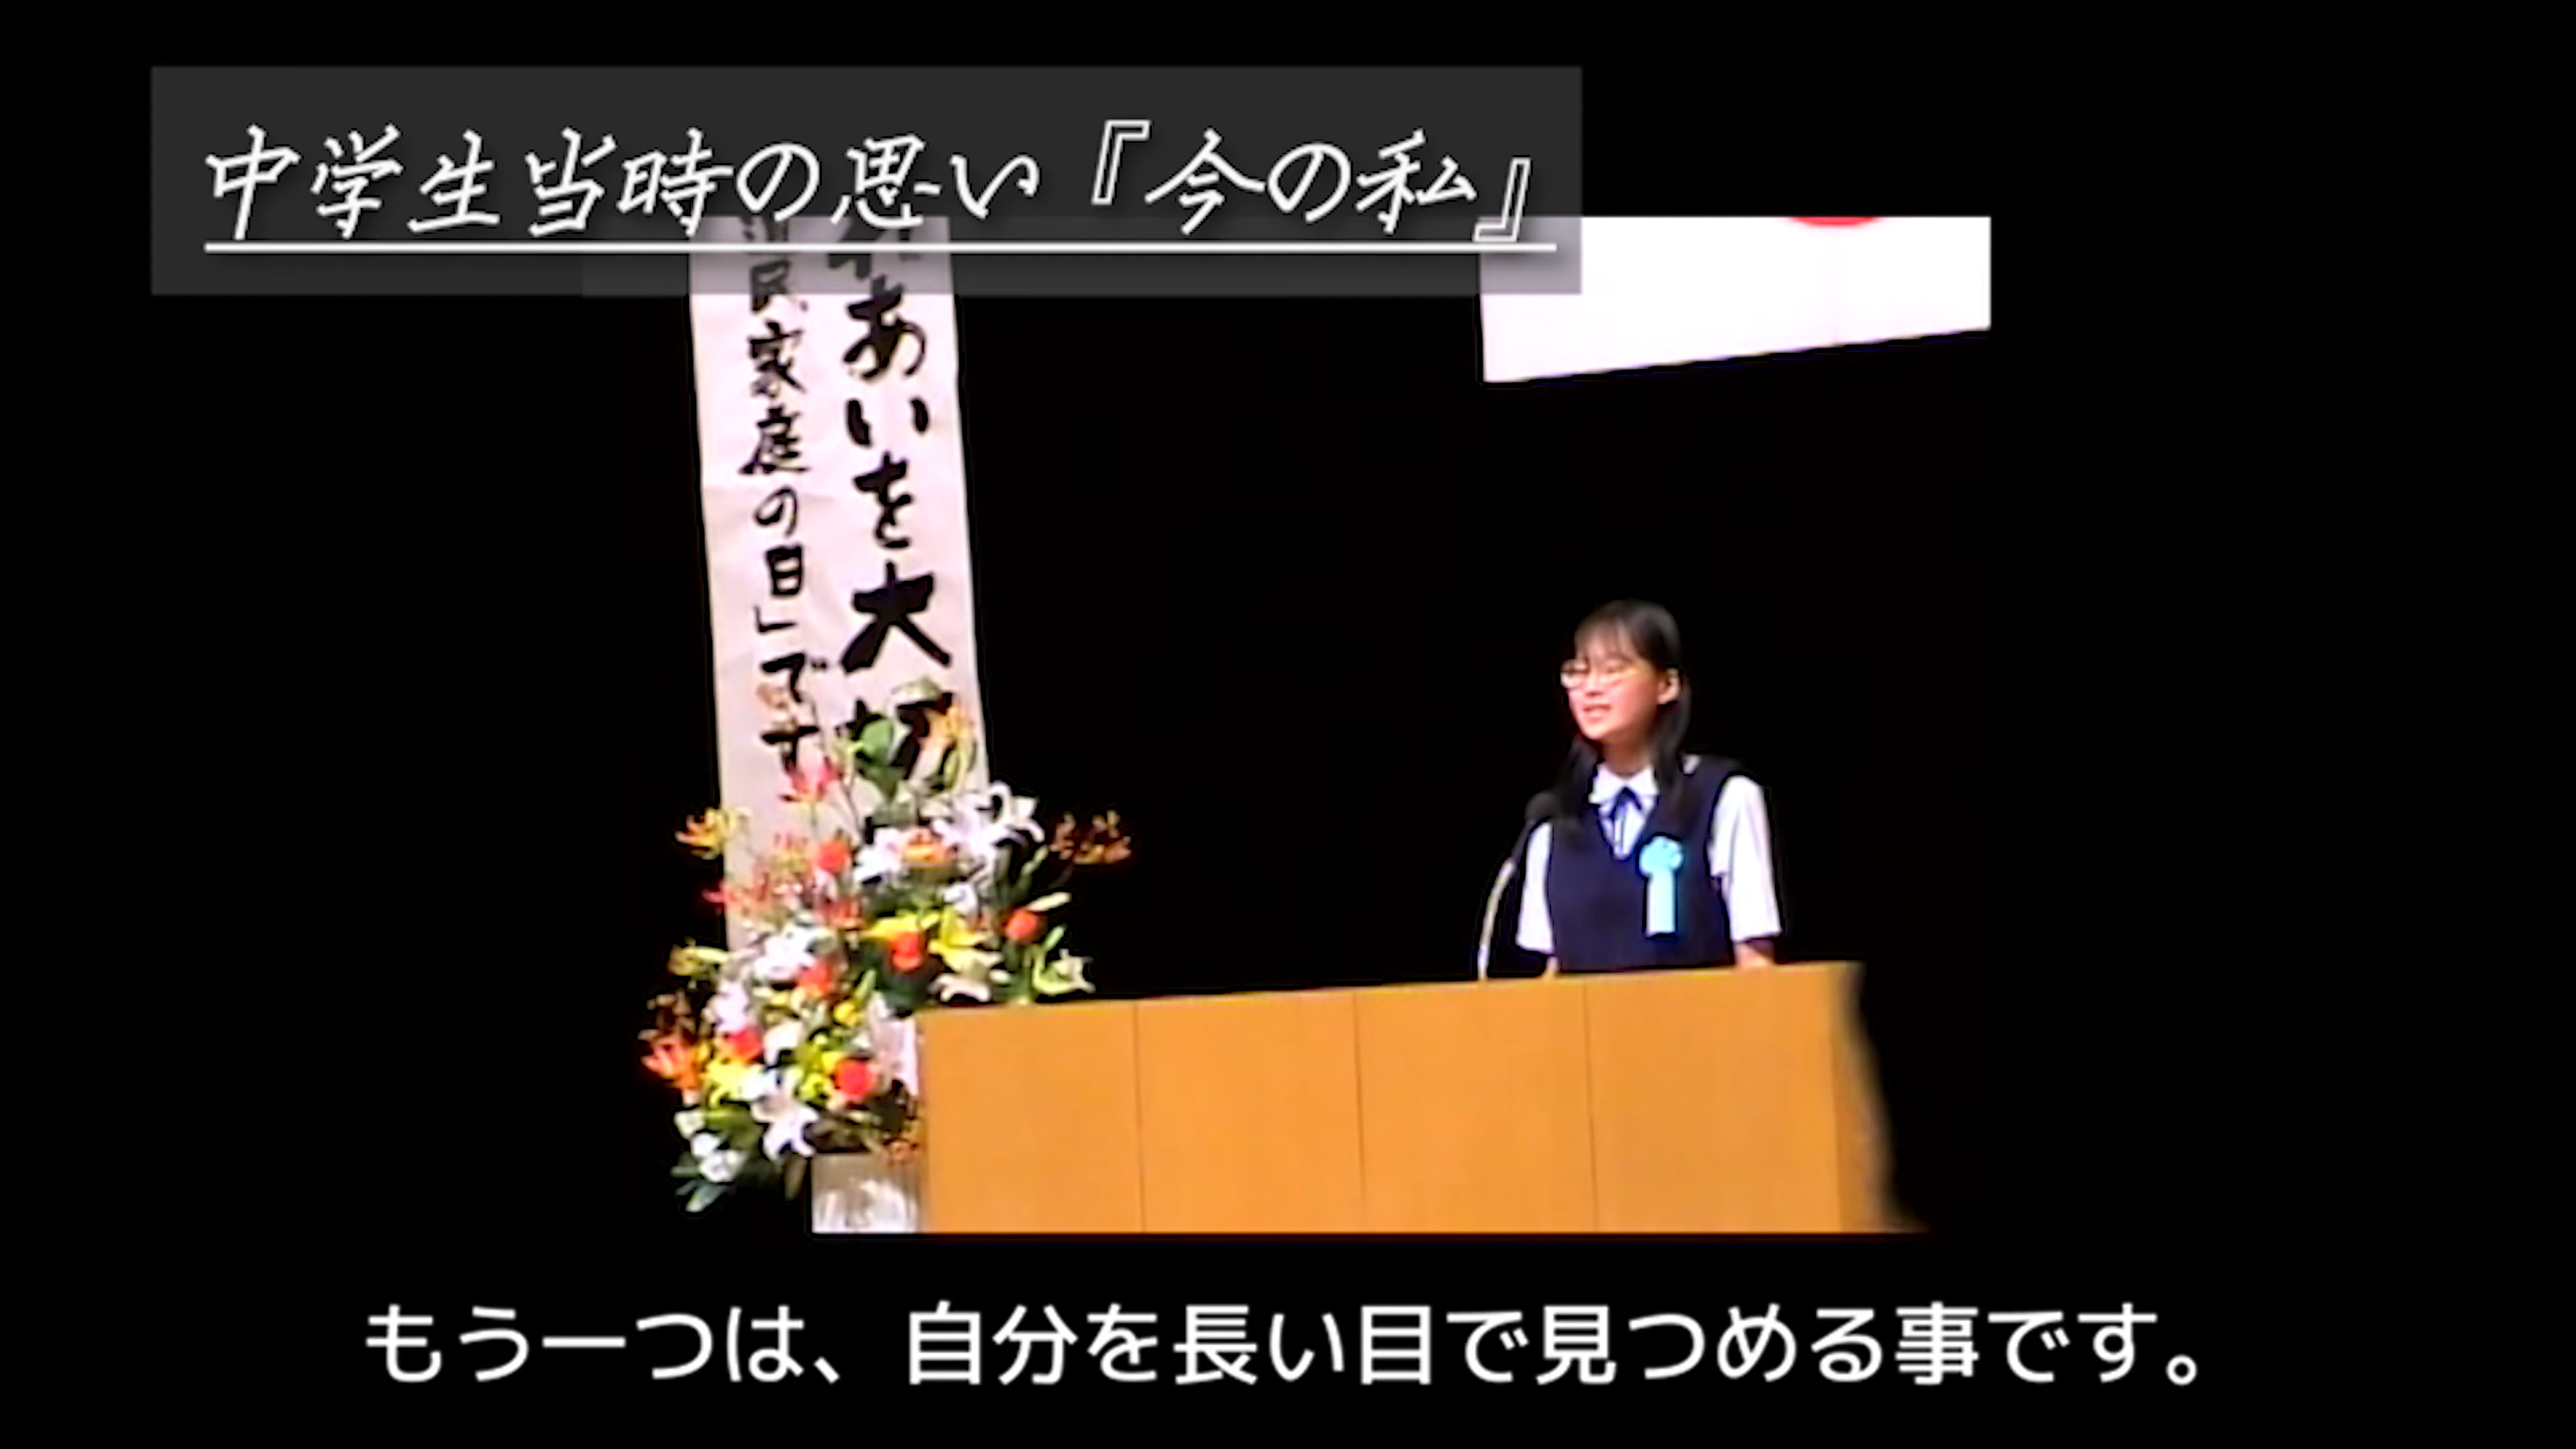 中学生当時の思い『今の私』
あいを大切
民家庭の日」です
もう一つは、自分を長い目で見つめる事です。